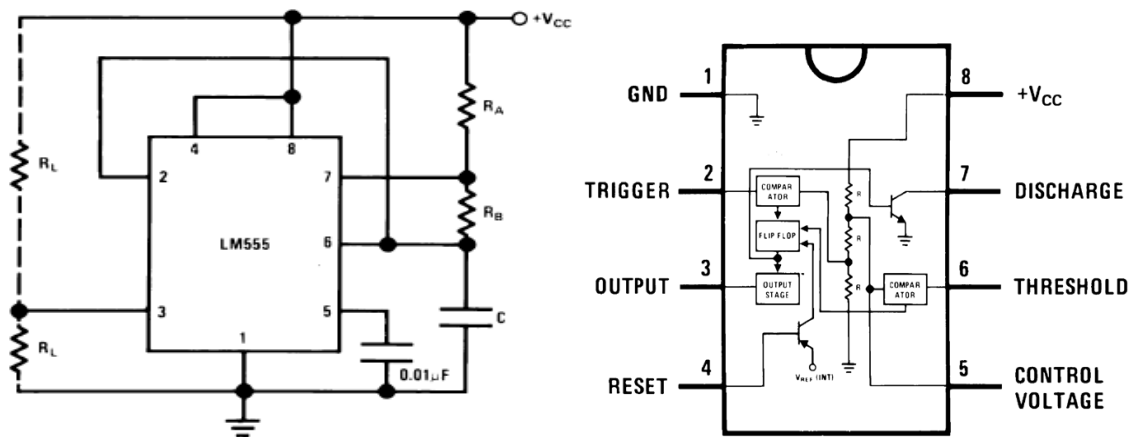 +VCC
RA
RL
4
8
2
7
RB
LM555
6
3
5
C
RL
1
0.01μF
1
GND
8
+VCC
2
TRIGGER
7
DISCHARGE
COMPAR
ATOR
R
FLIP FLOP
R
3
OUTPUT
6
THRESHOLD
OUTPUT
STAGE
R
COMPAR
ATOR
4
RESET
VREF (INT)
5
CONTROL
VOLTAGE